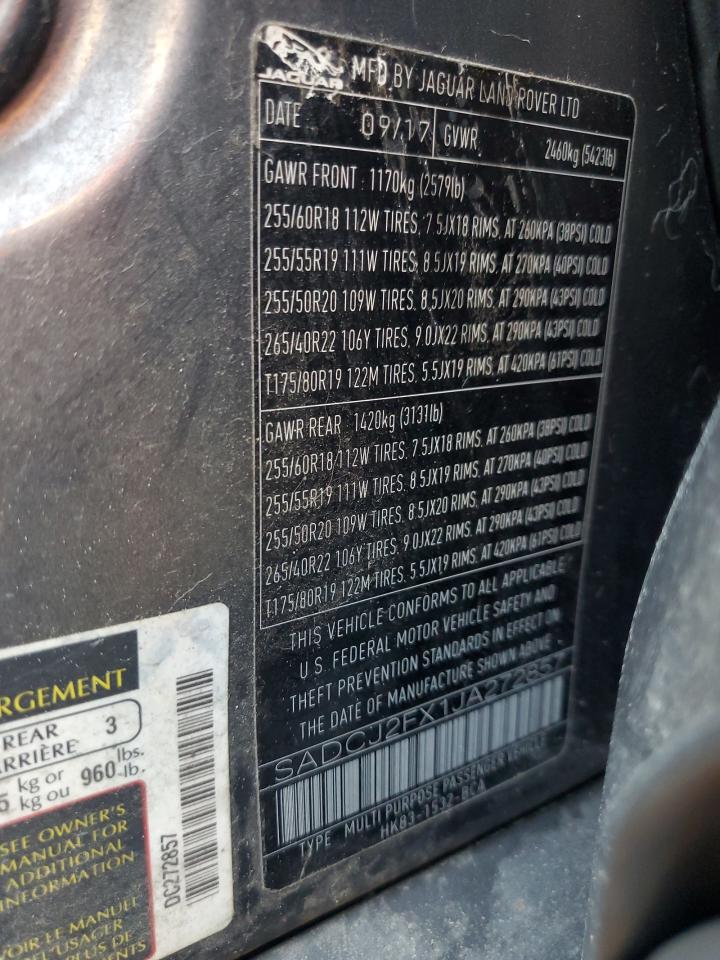 JAGUAR
MFD BY JAGUAR LAND ROVER LTD
DATE 09/17 GVWR 2460kg (5423lb)
GAWR FRONT 1170kg (2579lb)
255/60R18 112W TIRES, 7.5JX18 RIMS, AT 260KPA (38PSI) COLD
255/55R19 111W TIRES, 8.5JX19 RIMS, AT 270KPA (40PSI) COLD
255/50R20 109W TIRES, 8.5JX20 RIMS, AT 290KPA (43PSI) COLD
265/40R22 106Y TIRES, 9.0JX22 RIMS, AT 290KPA (43PSI) COLD
T175/80R19 122M TIRES, 5.5JX19 RIMS, AT 420KPA (61PSI) COLD
GAWR REAR 1420kg (3131lb)
255/60R18 112W TIRES, 7.5JX18 RIMS, AT 260KPA (38PSI) COLD
255/55R19 111W TIRES, 8.5JX19 RIMS, AT 270KPA (40PSI) COLD
255/50R20 109W TIRES, 8.5JX20 RIMS, AT 290KPA (43PSI) COLD
265/40R22 106Y TIRES, 9.0JX22 RIMS, AT 290KPA (43PSI) COLD
T175/80R19 122M TIRES, 5.5JX19 RIMS, AT 420KPA (61PSI) COLD
THIS VEHICLE CONFORMS TO ALL APPLICABLE
U.S. FEDERAL MOTOR VEHICLE SAFETY AND
THEFT PREVENTION STANDARDS IN EFFECT ON
THE DATE OF MANUFACTURE SHOWN ABOVE
SADCJ2FX1JA272857
TYPE MULTI PURPOSE PASSENGER VEHICLE
HK83-1532-BCA
RGEMENT
REAR 3
ARRIÈRE
kg or 960 lbs.
kg ou lb.
SEE OWNER'S
MANUAL FOR
ADDITIONAL
INFORMATION
VOIR LE MANUEL
DE L'USAGER
PLUS DE
DC272857